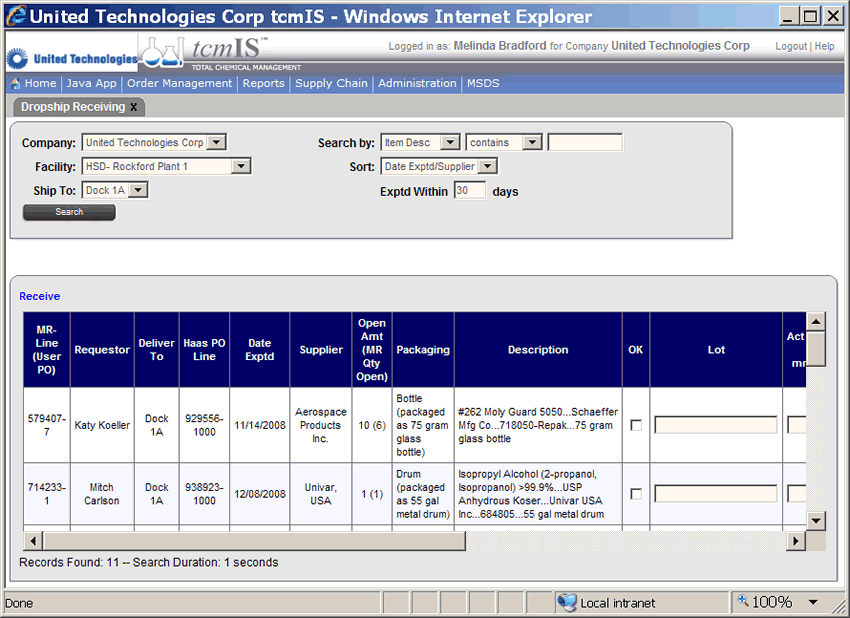 United Technologies Corp tcmIS - Windows Internet Explorer
United Technologies
tcmIS™
TOTAL CHEMICAL MANAGEMENT
Logged in as: Melinda Bradford for Company United Technologies Corp
Logout | Help
Home | Java App | Order Management | Reports | Supply Chain | Administration | MSDS
Dropship Receiving x
Company: United Technologies Corp Search by: Item Desc contains
Facility: HSD- Rockford Plant 1 Sort: Date Exptd/Supplier
Ship To: Dock 1A Exptd Within 30 days
Search
Receive
MR-
Line
(User
PO)
Requestor
Deliver
To
Haas PO
Line
Date
Exptd
Supplier
Open
Amt
(MR
Qty
Open)
Packaging
Description
OK
Lot
Act
mr
579407-
7
Katy Koeller
Dock
1A
929556-
1000
11/14/2008
Aerospace
Products
Inc.
10 (6)
Bottle
(packaged
as 75 gram
glass
bottle)
#262 Moly Guard 5050...Schaeffer
Mfg Co...718050-Repak...75 gram
glass bottle
714233-
1
Mitch
Carlson
Dock
1A
938923-
1000
12/08/2008
Univar,
USA
1 (1)
Drum
(packaged
as 55 gal
metal drum)
Isopropyl Alcohol (2-propanol,
Isopropanol) >99.9%...USP
Anhydrous Koser...Univar USA
Inc...684805...55 gal metal drum
Records Found: 11 -- Search Duration: 1 seconds
Done
Local intranet
100%